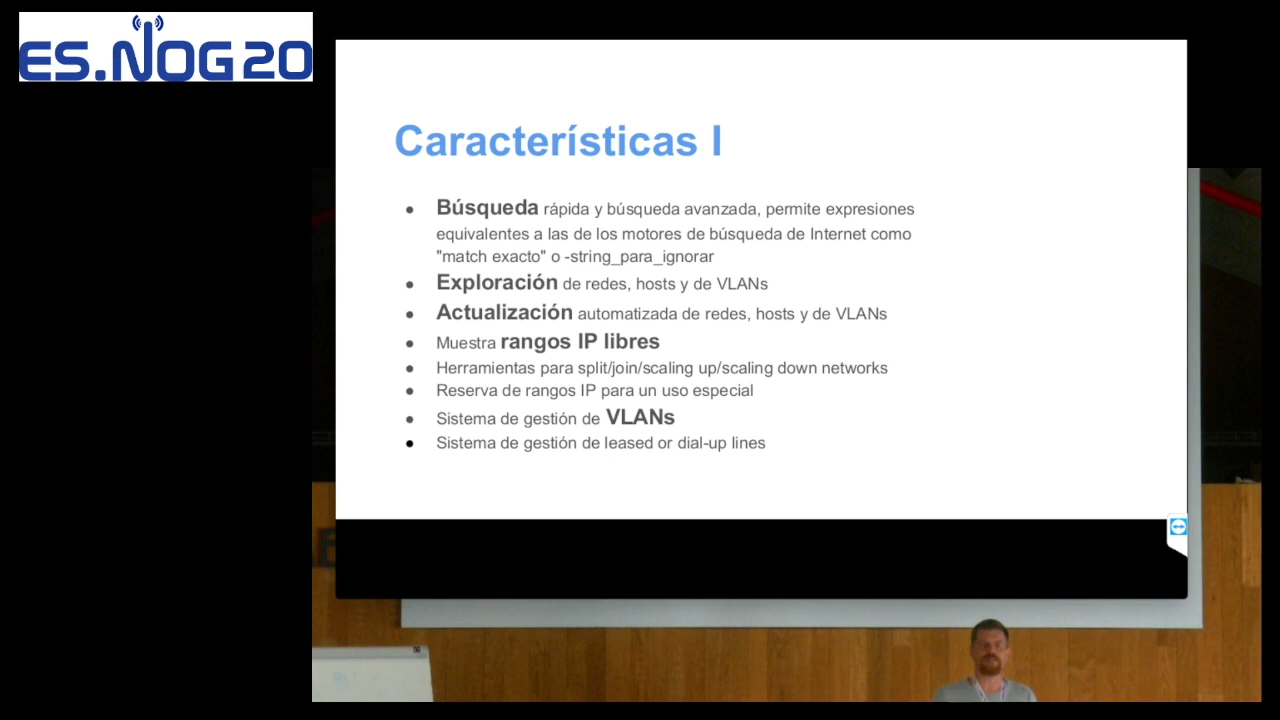 ES.NOG20
Características I
● Búsqueda rápida y búsqueda avanzada, permite expresiones
equivalentes a las de los motores de búsqueda de Internet como
"match exacto" o -string_para_ignorar
● Exploración de redes, hosts y de VLANs
● Actualización automatizada de redes, hosts y de VLANs
● Muestra rangos IP libres
● Herramientas para split/join/scaling up/scaling down networks
● Reserva de rangos IP para un uso especial
● Sistema de gestión de VLANs
● Sistema de gestión de leased or dial-up lines